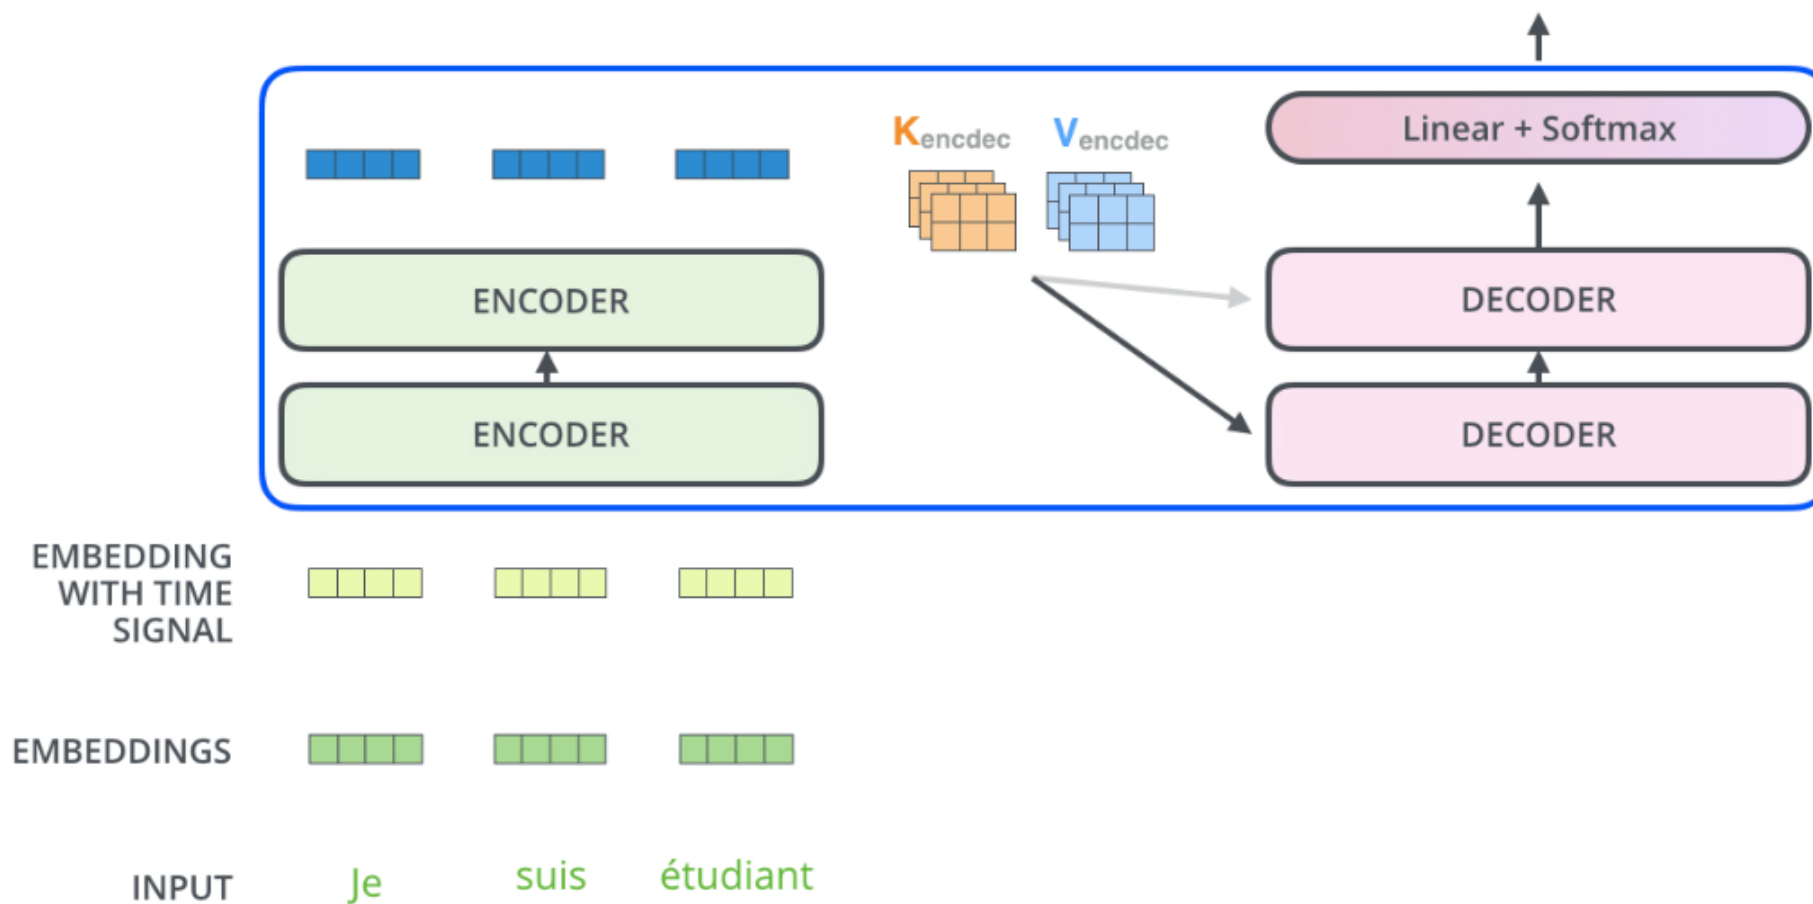 Kencdec Vencdec
Linear + Softmax
ENCODER
DECODER
ENCODER
DECODER
EMBEDDING
WITH TIME
SIGNAL
EMBEDDINGS
INPUT Je suis étudiant